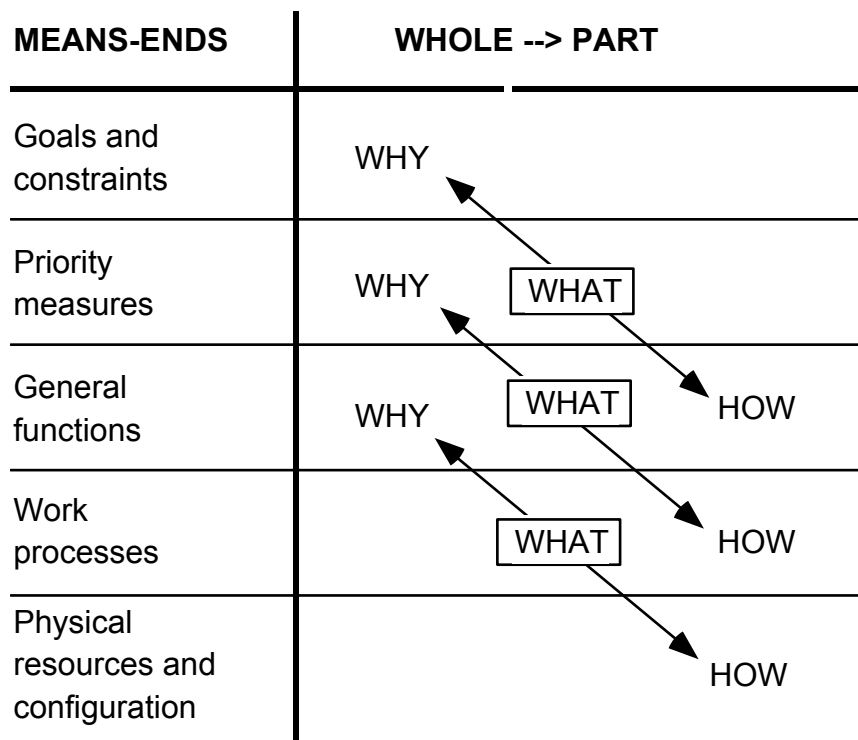 MEANS-ENDS WHOLE --> PART
Goals and
constraints
WHY
Priority
measures
WHY WHAT
General
functions
WHY WHAT HOW
Work
processes
WHAT HOW
Physical
resources and
configuration
HOW